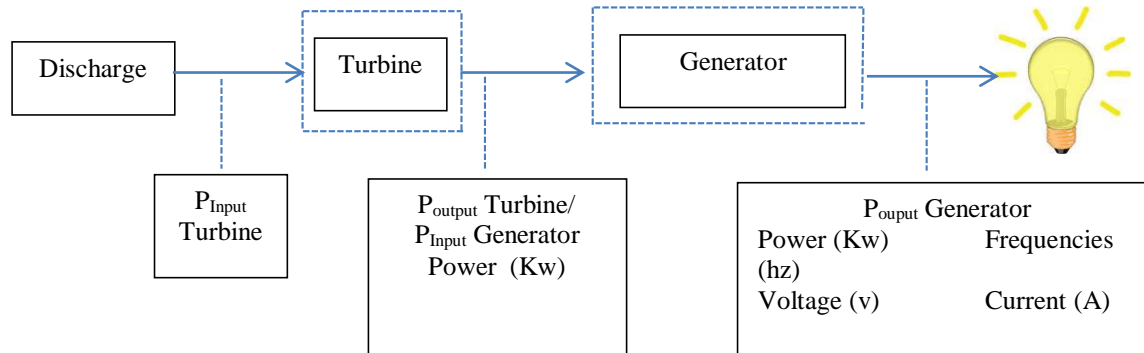 Discharge
Turbine
Generator
P_Input
Turbine
P_output Turbine/
P_Input Generator
Power (Kw)
P_ouput Generator
Power (Kw) Frequencies
(hz)
Voltage (v) Current (A)